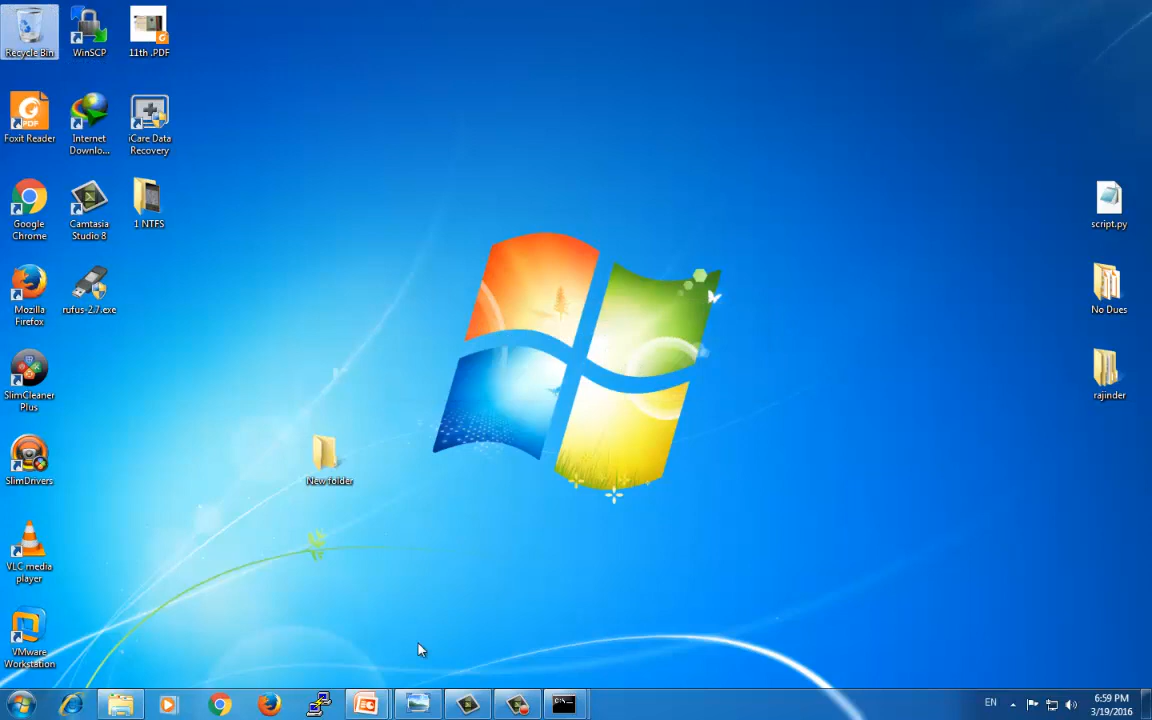 Recycle Bin
WinSCP
11th .PDF
Foxit Reader
Internet
Downlo...
iCare Data
Recovery
Google
Chrome
Camtasia
Studio 8
1 NTFS
Mozilla
Firefox
rufus-2.7.exe
SlimCleaner
Plus
SlimDrivers
VLC media
player
VMware
Workstation
New folder
script.py
No Dues
rajinder
EN
6:59 PM
3/19/2016